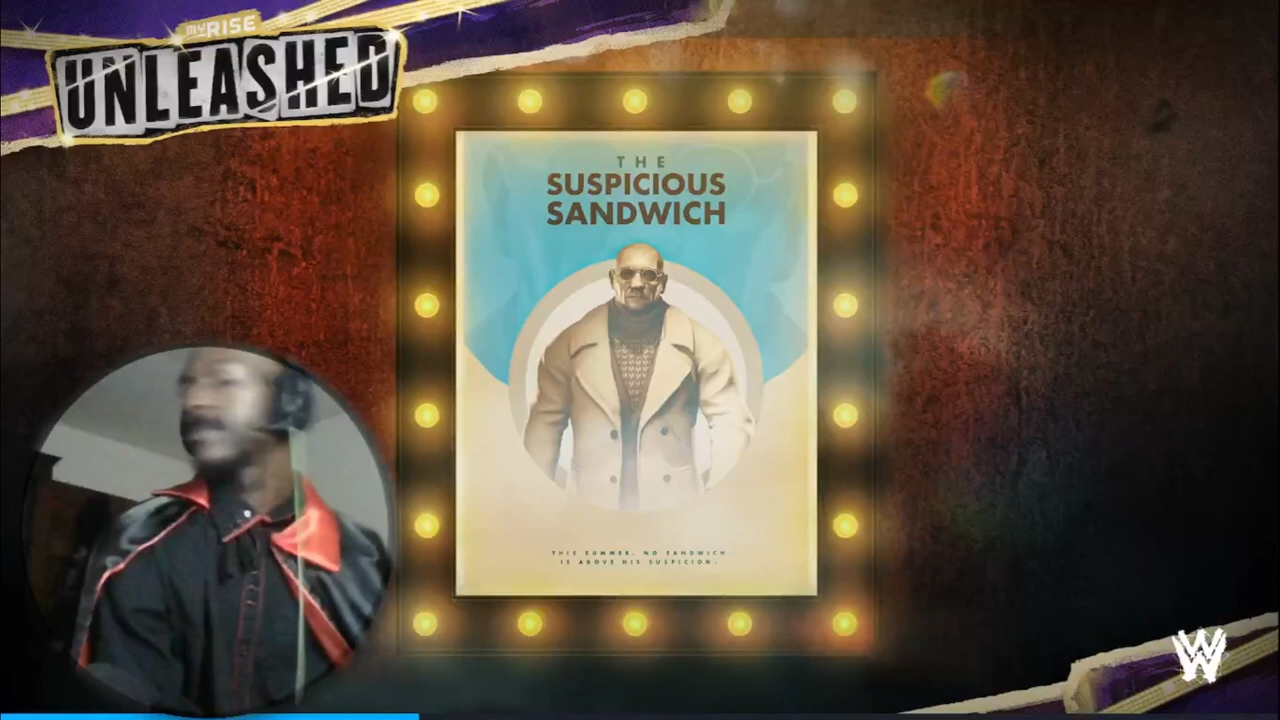 MYRISE
UNLEASHED
THE
SUSPICIOUS
SANDWICH
THIS SUMMER, NO SANDWICH
IS ABOVE HIS SUSPICION.
W